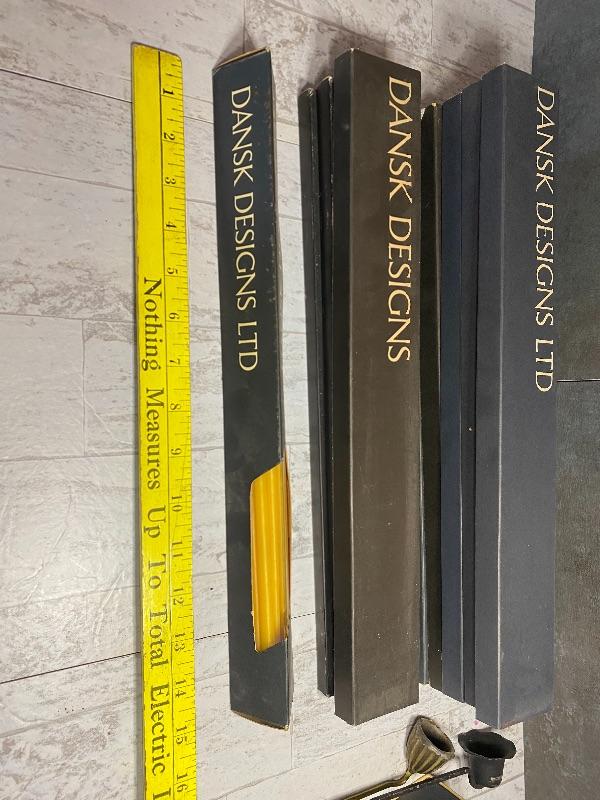 1 2 3 4 5 6 7 8 9 10 11 12 13 14 15 16
Nothing Measures Up To Total Electric
DANSK DESIGNS LTD
DANSK DESIGNS
DANSK DESIGNS LTD